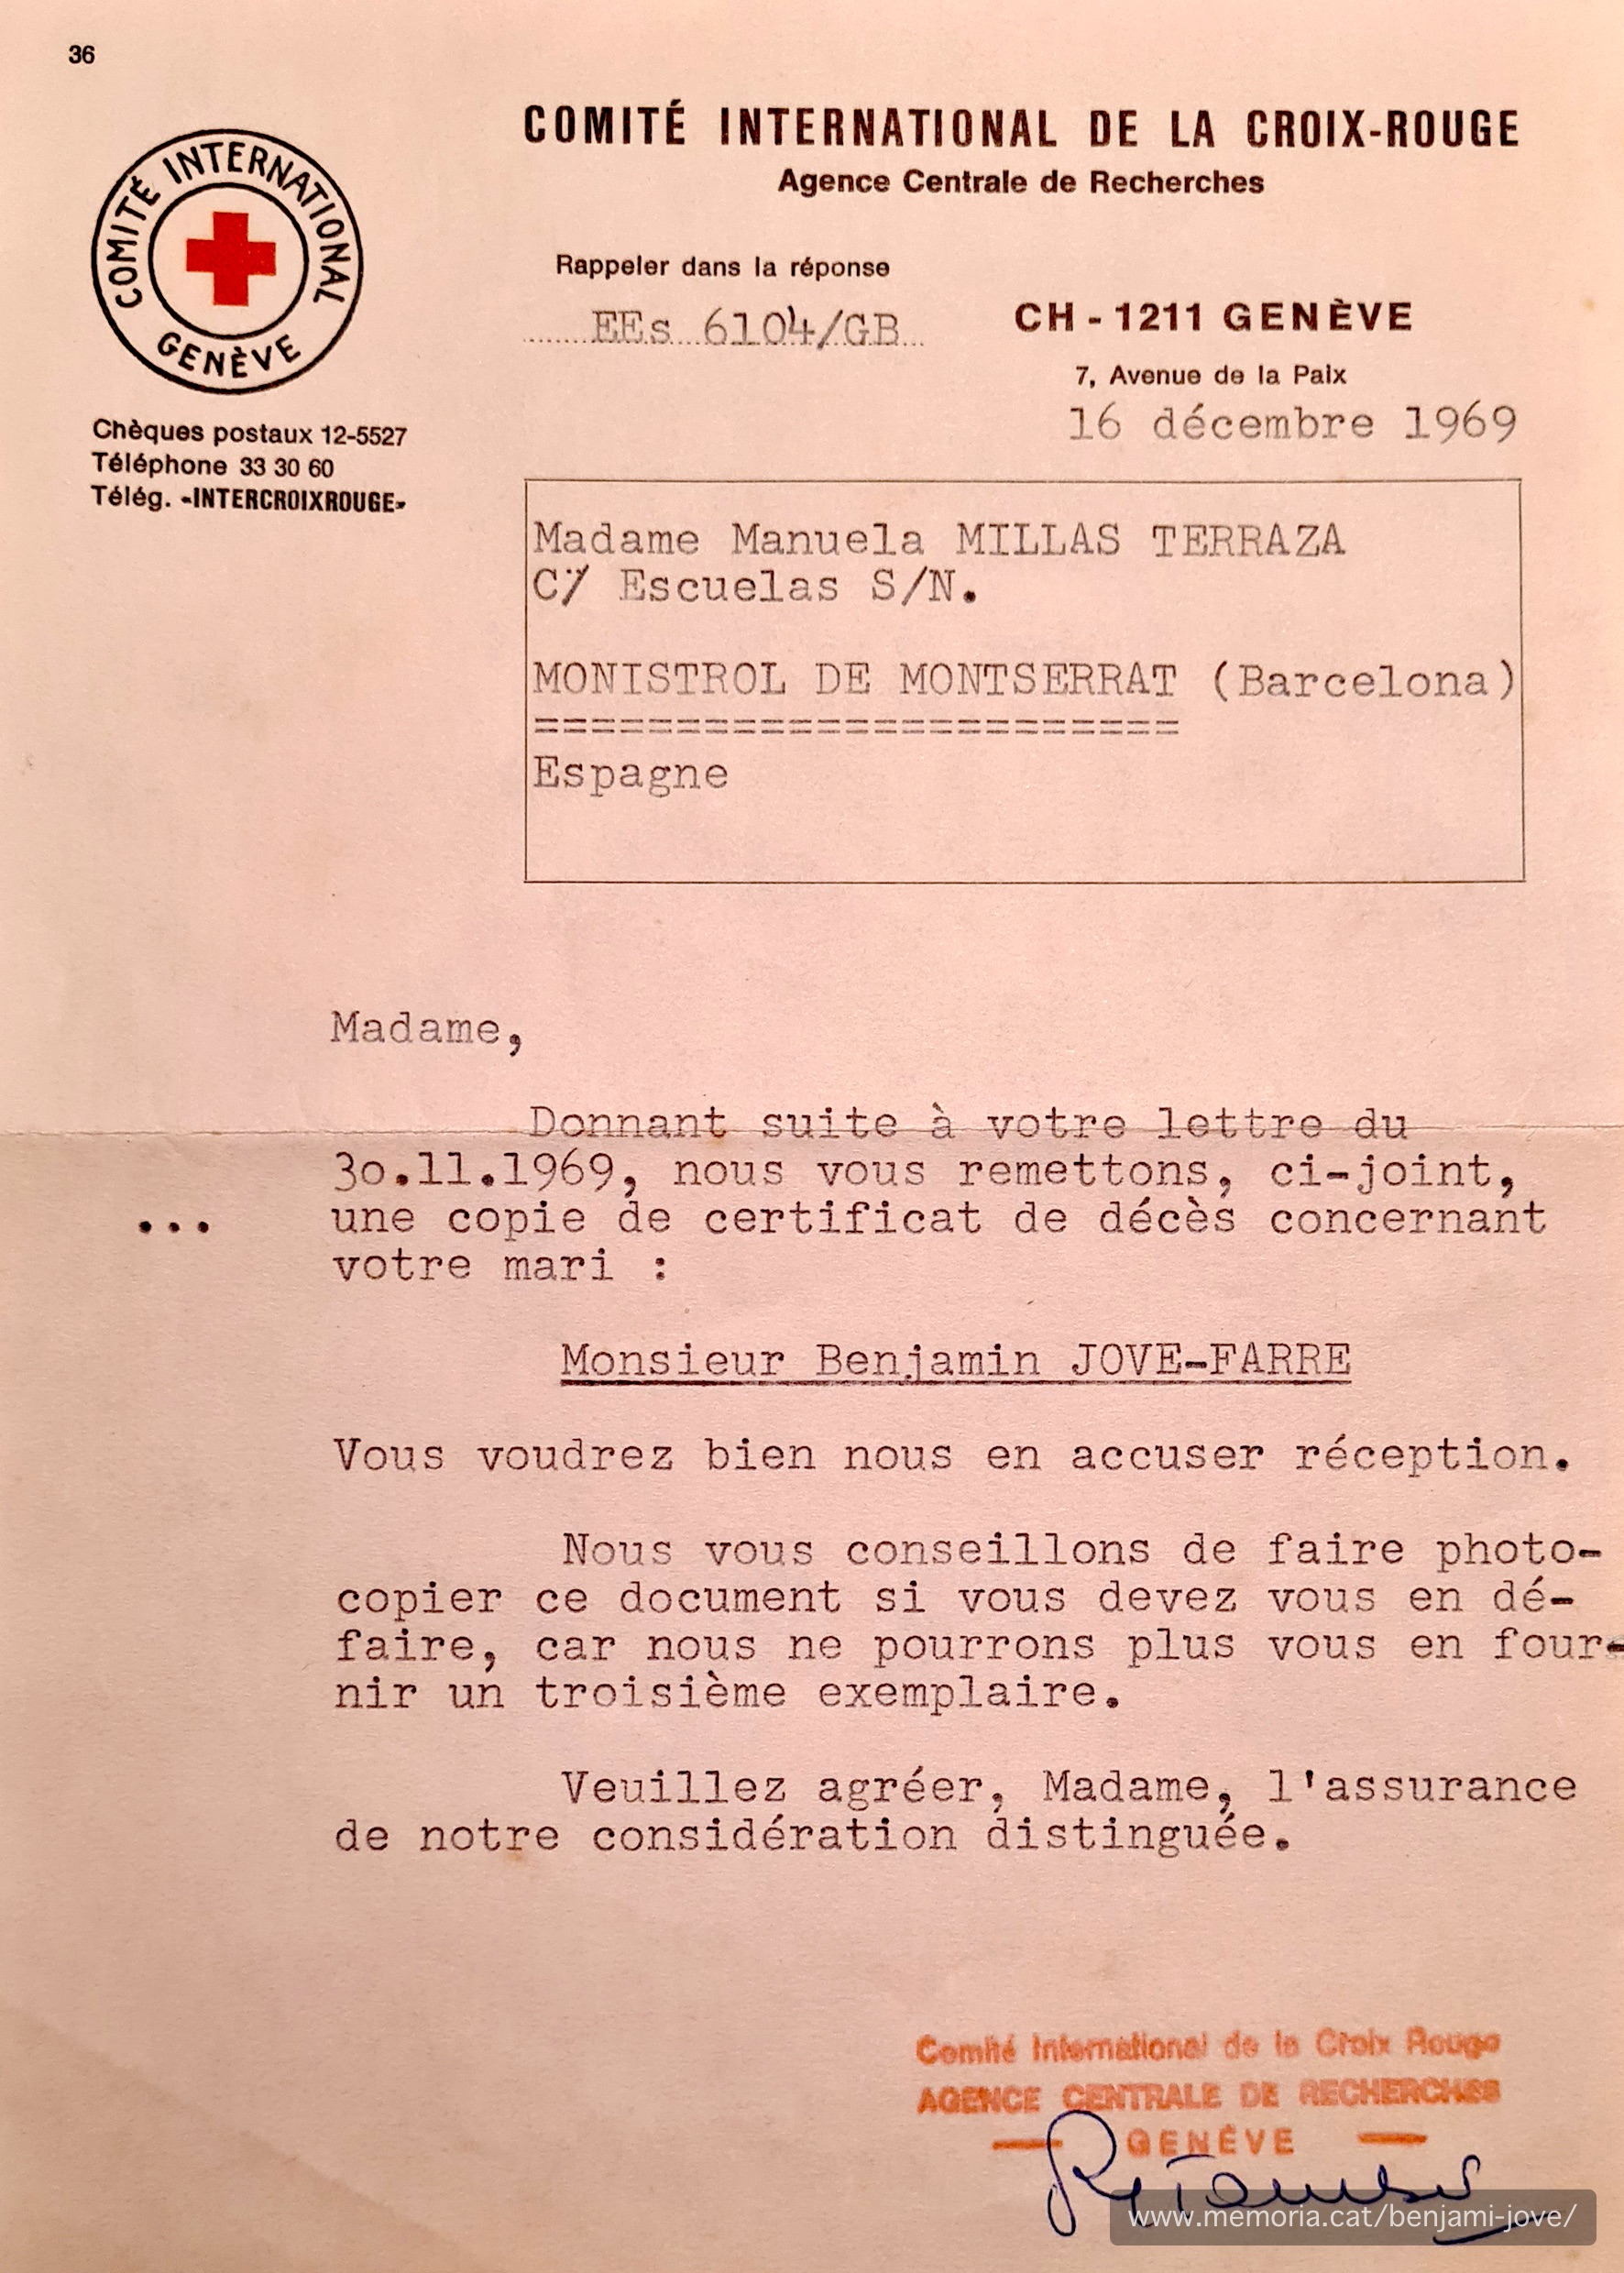 36
COMITÉ INTERNATIONAL DE LA CROIX-ROUGE
Agence Centrale de Recherches
COMITÉ INTERNATIONAL
GENÈVE
Rappeler dans la réponse
EEs 6104/GB
CH - 1211 GENÈVE
7, Avenue de la Paix
16 décembre 1969
Chèques postaux 12-5527
Téléphone 33 30 60
Télég. «INTERCROIXROUGE»
Madame Manuela MILLAS TERRAZA
C/ Escuelas S/N.
MONISTROL DE MONTSERRAT (Barcelona)
=======================
Espagne
Madame,
Donnant suite à votre lettre du
30.11.1969, nous vous remettons, ci-joint,
... une copie de certificat de décès concernant
votre mari :
Monsieur Benjamin JOVE-FARRE
Vous voudrez bien nous en accuser réception.
Nous vous conseillons de faire photo-
copier ce document si vous devez vous en dé-
faire, car nous ne pourrons plus vous en four-
nir un troisième exemplaire.
Veuillez agréer, Madame, l'assurance
de notre considération distinguée.
Comité International de la Croix Rouge
AGENCE CENTRALE DE RECHERCHES
— GENÈVE —
www.memoria.cat/benjami-jove/